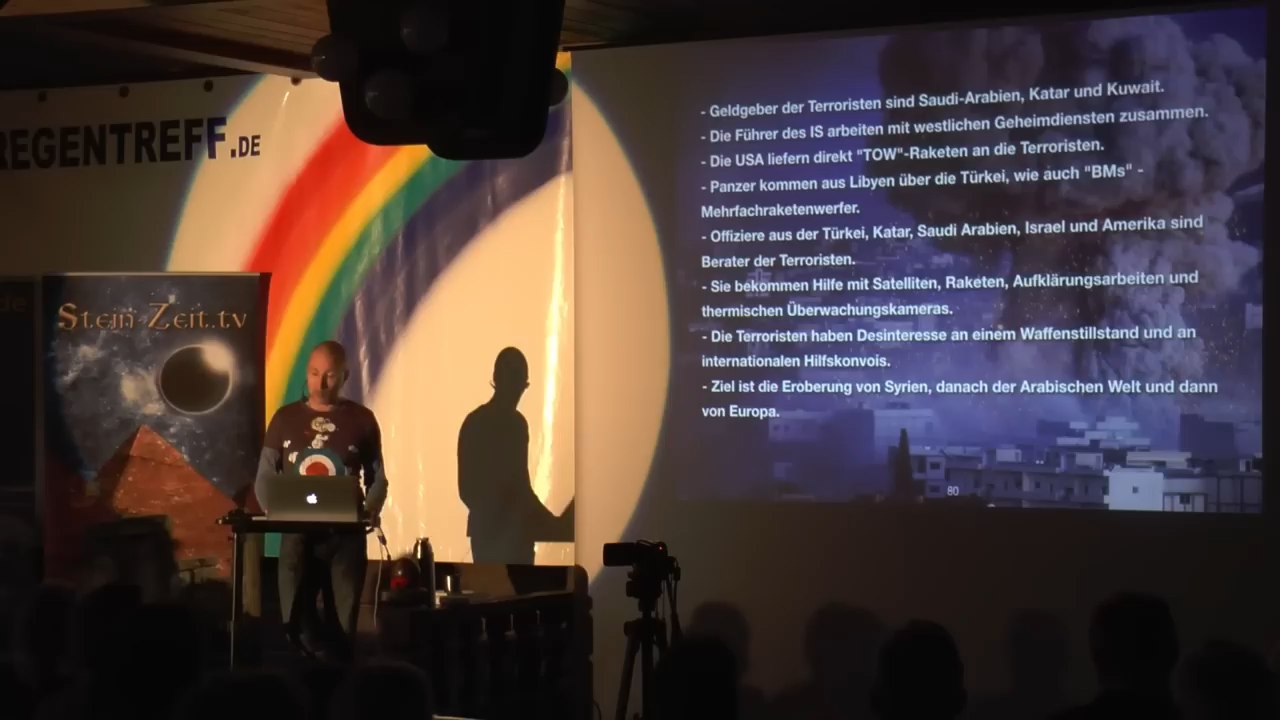 REGENTREFF.DE
Stein-Zeit.tv
- Geldgeber der Terroristen sind Saudi-Arabien, Katar und Kuwait.
- Die Führer des IS arbeiten mit westlichen Geheimdiensten zusammen.
- Die USA liefern direkt "TOW"-Raketen an die Terroristen.
- Panzer kommen aus Libyen über die Türkei, wie auch "BMs" -
Mehrfachraketenwerfer.
- Offiziere aus der Türkei, Katar, Saudi Arabien, Israel und Amerika sind
Berater der Terroristen.
- Sie bekommen Hilfe mit Satelliten, Raketen, Aufklärungsarbeiten und
thermischen Überwachungskameras.
- Die Terroristen haben Desinteresse an einem Waffenstillstand und an
internationalen Hilfskonvois.
- Ziel ist die Eroberung von Syrien, danach der Arabischen Welt und dann
von Europa.
80